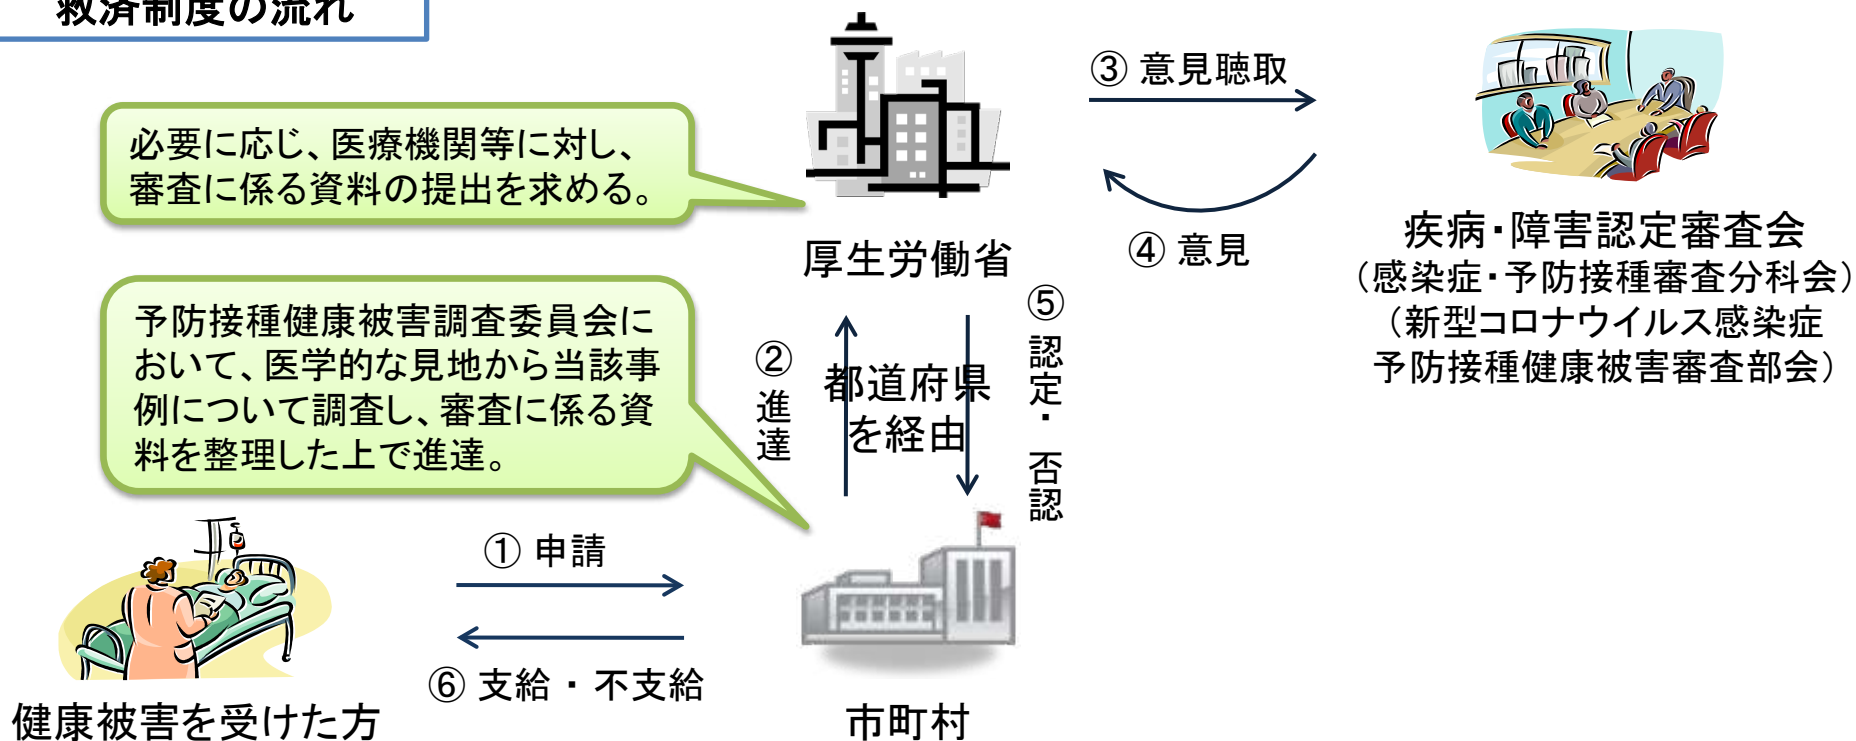 救済制度の流れ
必要に応じ、医療機関等に対し、
審査に係る資料の提出を求める。
厚生労働省
③ 意見聴取
④ 意見
疾病・障害認定審査会
（感染症・予防接種審査分科会）
（新型コロナウイルス感染症
予防接種健康被害審査部会）
予防接種健康被害調査委員会に
おいて、医学的な見地から当該事
例について調査し、審査に係る資
料を整理した上で進達。
② 進達
都道府県
を経由
⑤ 認定・否認
① 申請
⑥ 支給・不支給
健康被害を受けた方
市町村